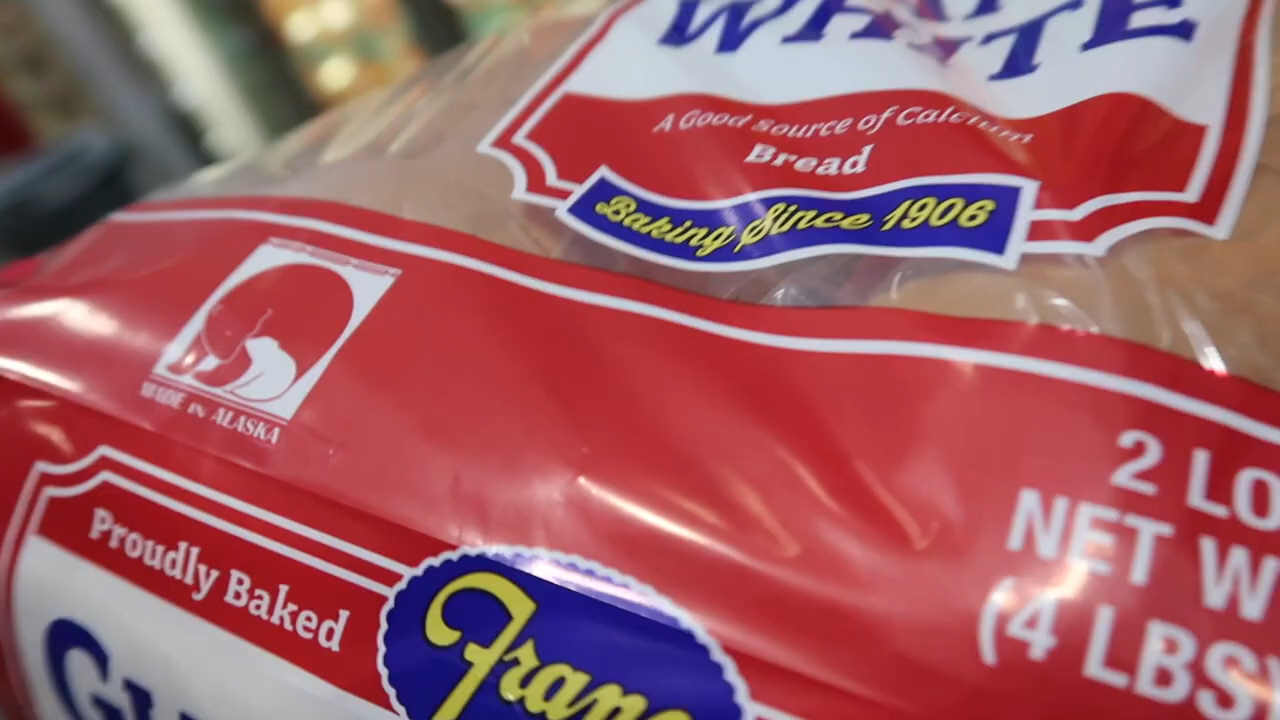 WHITE
A Good Source of Calcium
Bread
Baking Since 1906
MADE IN ALASKA
2 LO
NET W
(4 LBS
Proudly Baked
Franz